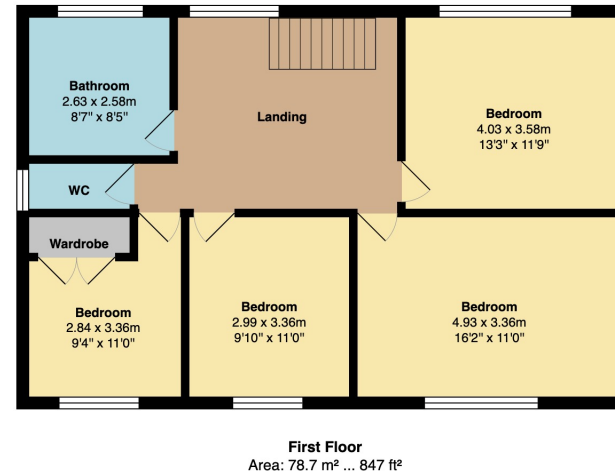 Bathroom
2.63 x 2.58m
8'7" x 8'5"
Landing
Bedroom
4.03 x 3.58m
13'3" x 11'9"
WC
Wardrobe
Bedroom
2.84 x 3.36m
9'4" x 11'0"
Bedroom
2.99 x 3.36m
9'10" x 11'0"
Bedroom
4.93 x 3.36m
16'2" x 11'0"
First Floor
Area: 78.7 m² ... 847 ft²